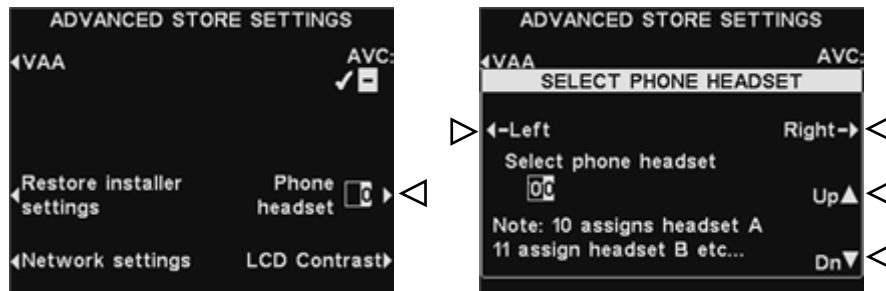 ADVANCED STORE SETTINGS
◂VAA
AVC:
✓ -
Restore installer
settings
Phone
headset
0
◂Network settings
LCD Contrast▸
ADVANCED STORE SETTINGS
◂VAA
AVC:
SELECT PHONE HEADSET
◂-Left
Right-▸
Select phone headset
00
Up▲
Note: 10 assigns headset A
11 assign headset B etc...
Dn▼